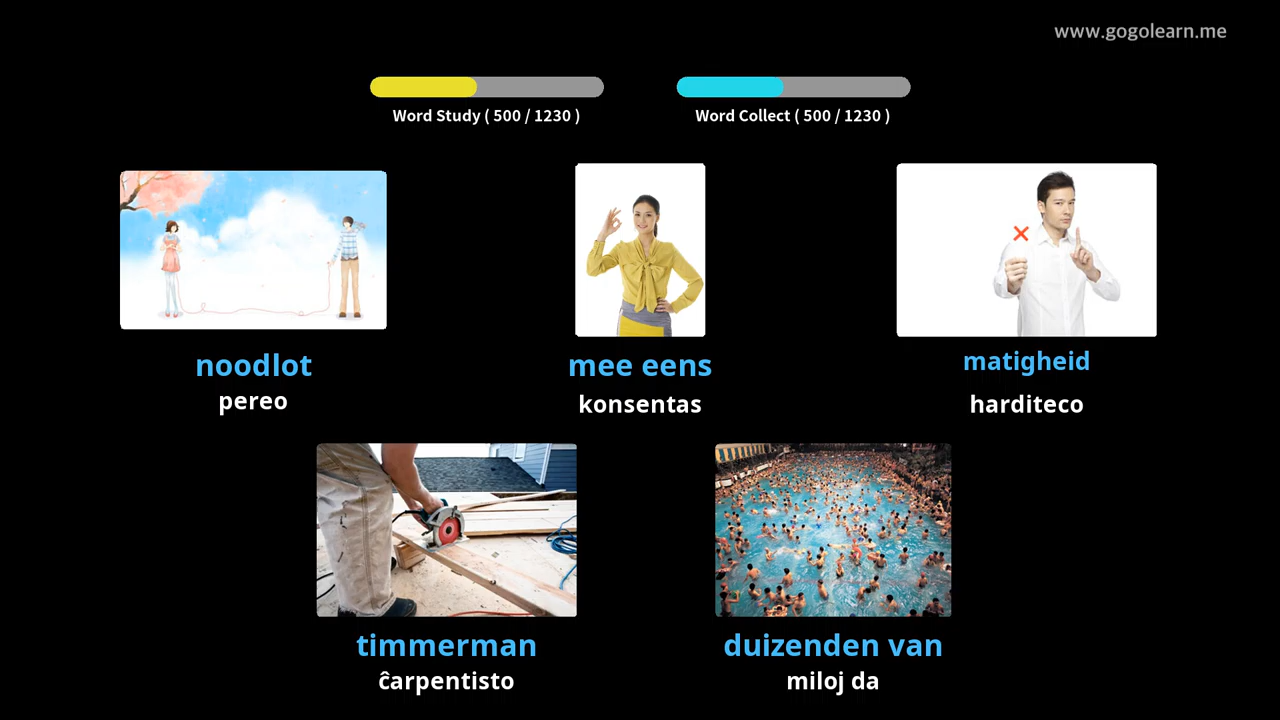 www.gogolearn.me
Word Study ( 500 / 1230 )
Word Collect ( 500 / 1230 )
noodlot
pereo
mee eens
konsentas
matigheid
harditeco
timmerman
ĉarpentisto
duizenden van
miloj da